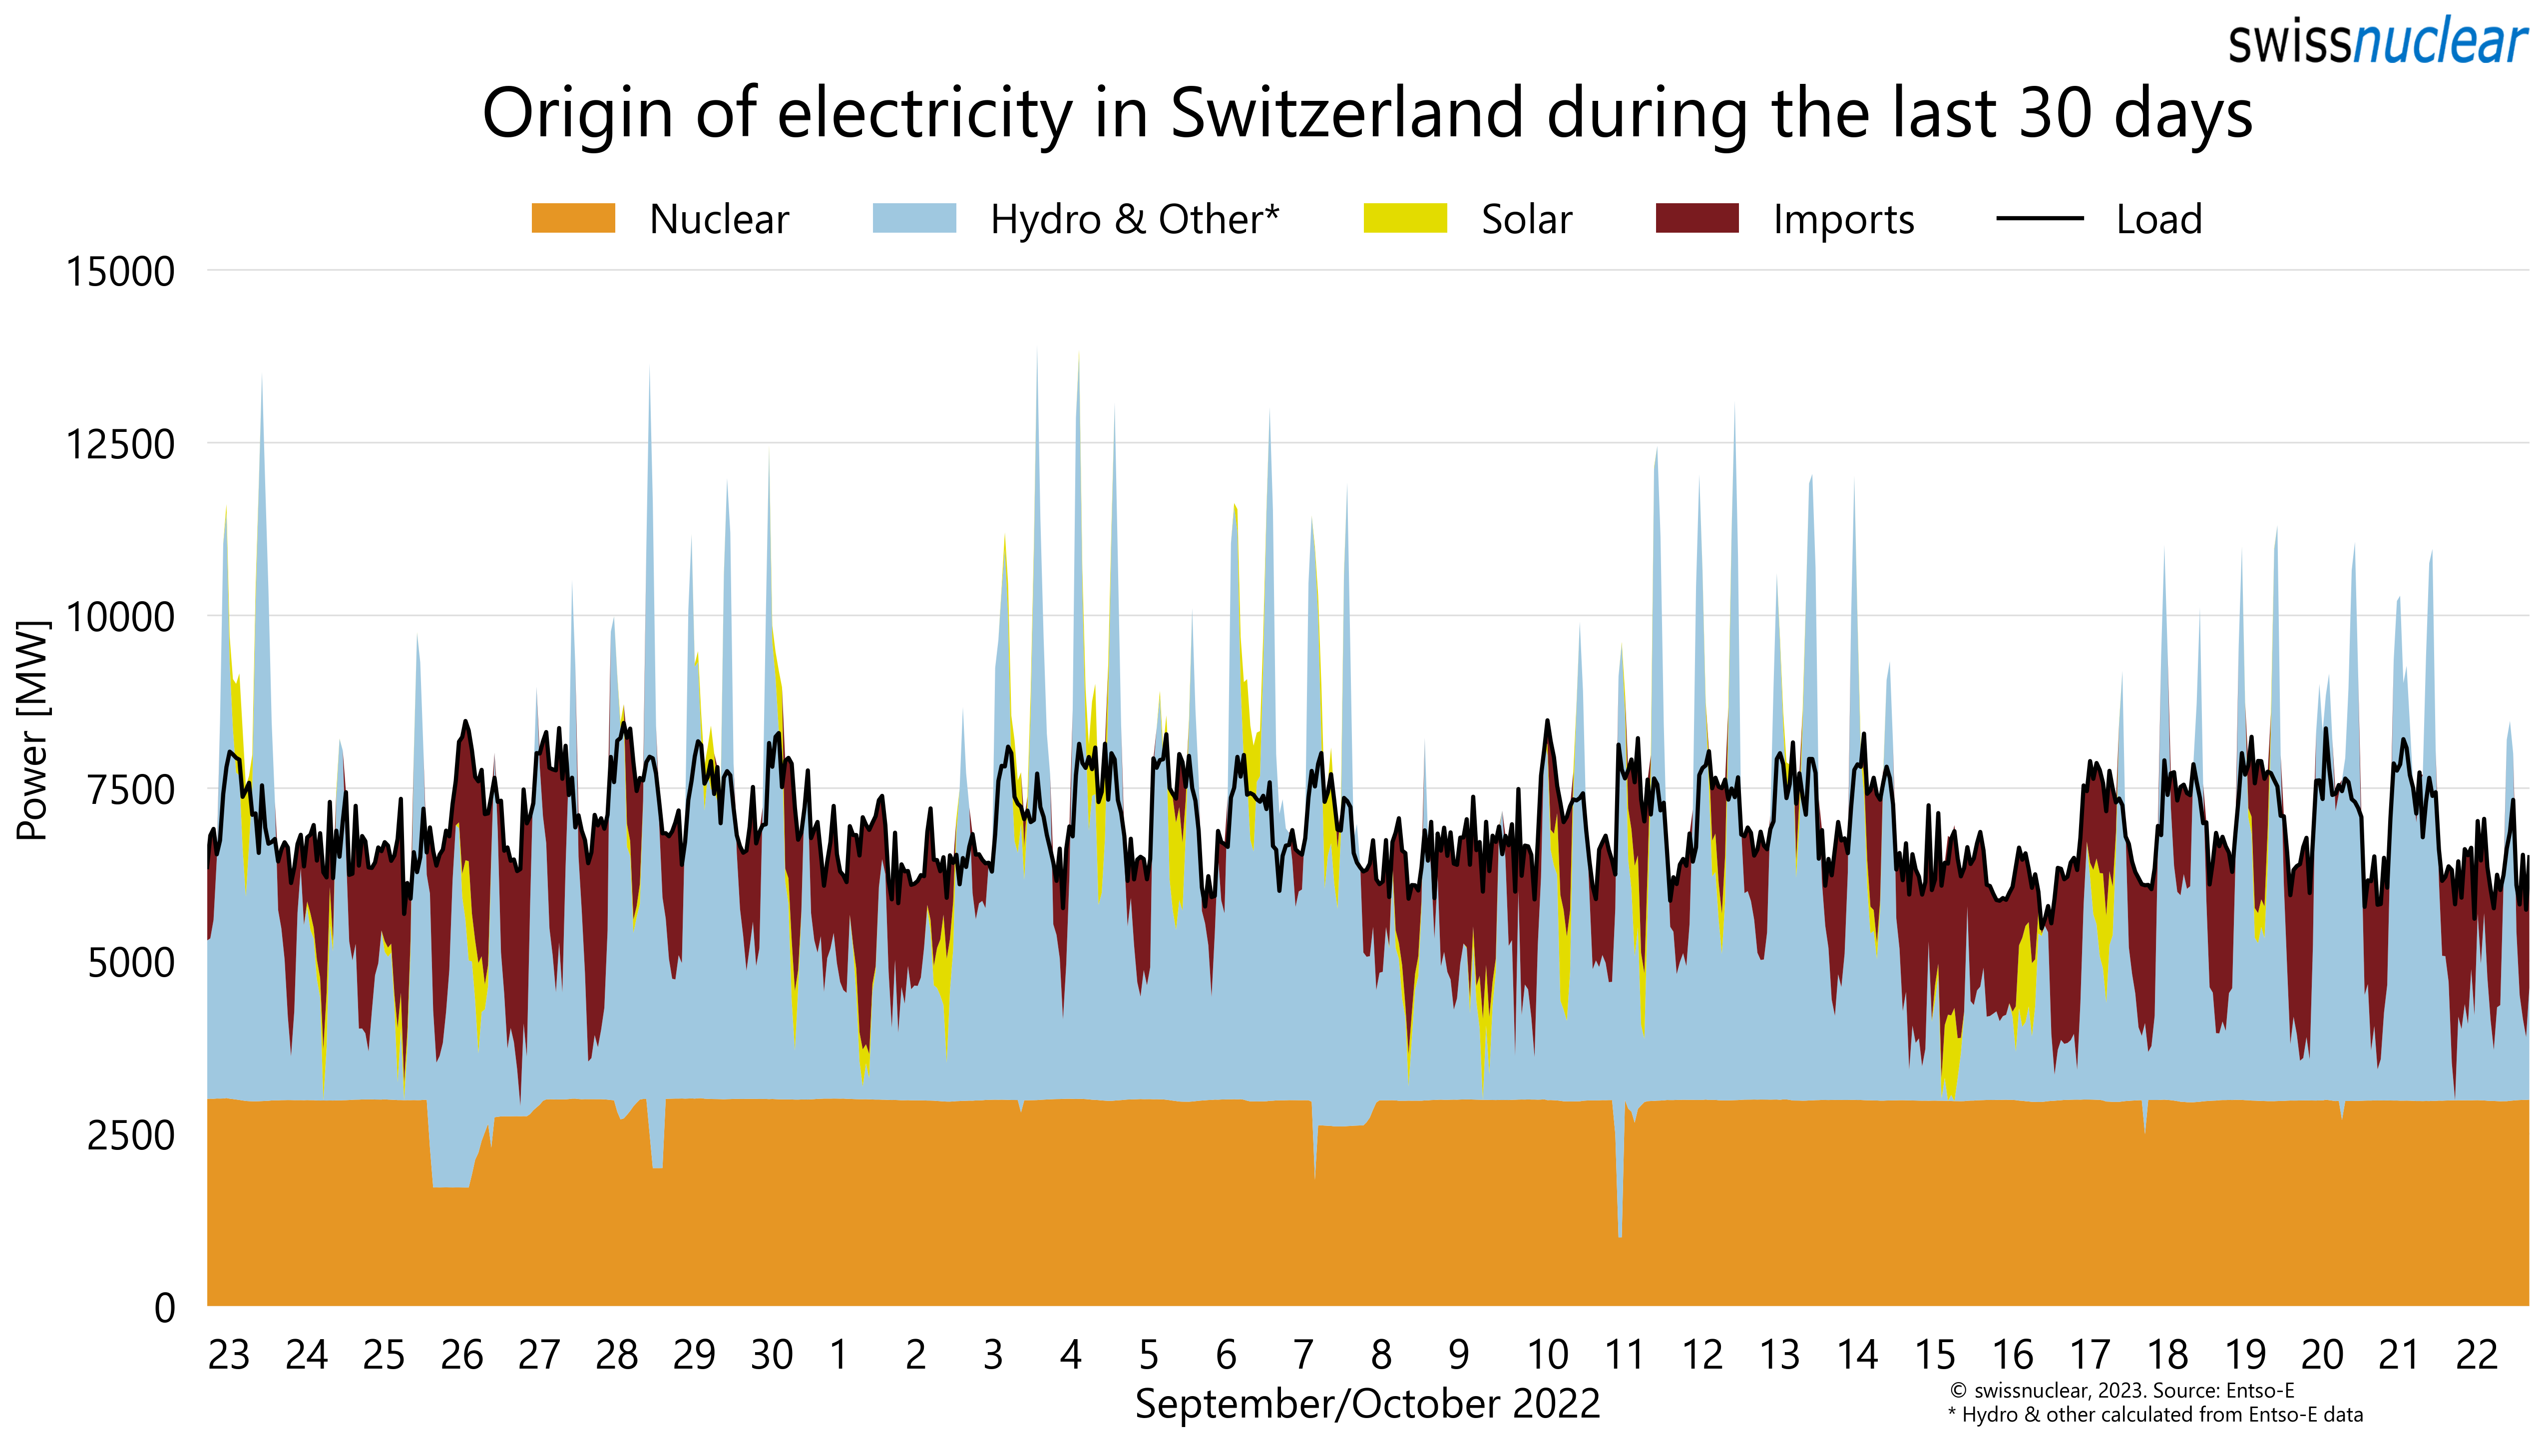 swissnuclear
Origin of electricity in Switzerland during the last 30 days
Nuclear Hydro & Other* Solar Imports Load
15000
12500
10000
7500
5000
2500
0
Power [MW]
23 24 25 26 27 28 29 30 1 2 3 4 5 6 7 8 9 10 11 12 13 14 15 16 17 18 19 20 21 22
September/October 2022
© swissnuclear, 2023. Source: Entso-E
* Hydro & other calculated from Entso-E data